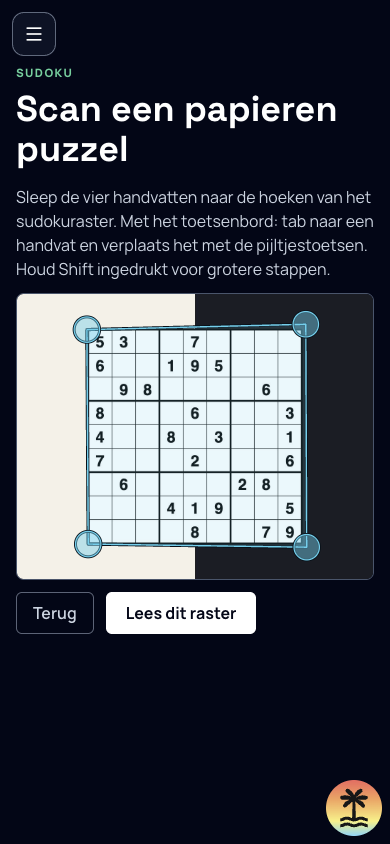 SUDOKU
Scan een papieren
puzzel
Sleep de vier handvatten naar de hoeken van het
sudokuraster. Met het toetsenbord: tab naar een
handvat en verplaats het met de pijltjestoetsen.
Houd Shift ingedrukt voor grotere stappen.
5 3 7
6 1 9 5
9 8 6
8 6 3
4 8 3 1
7 2 6
6 2 8
4 1 9 5
8 7 9
Terug
Lees dit raster